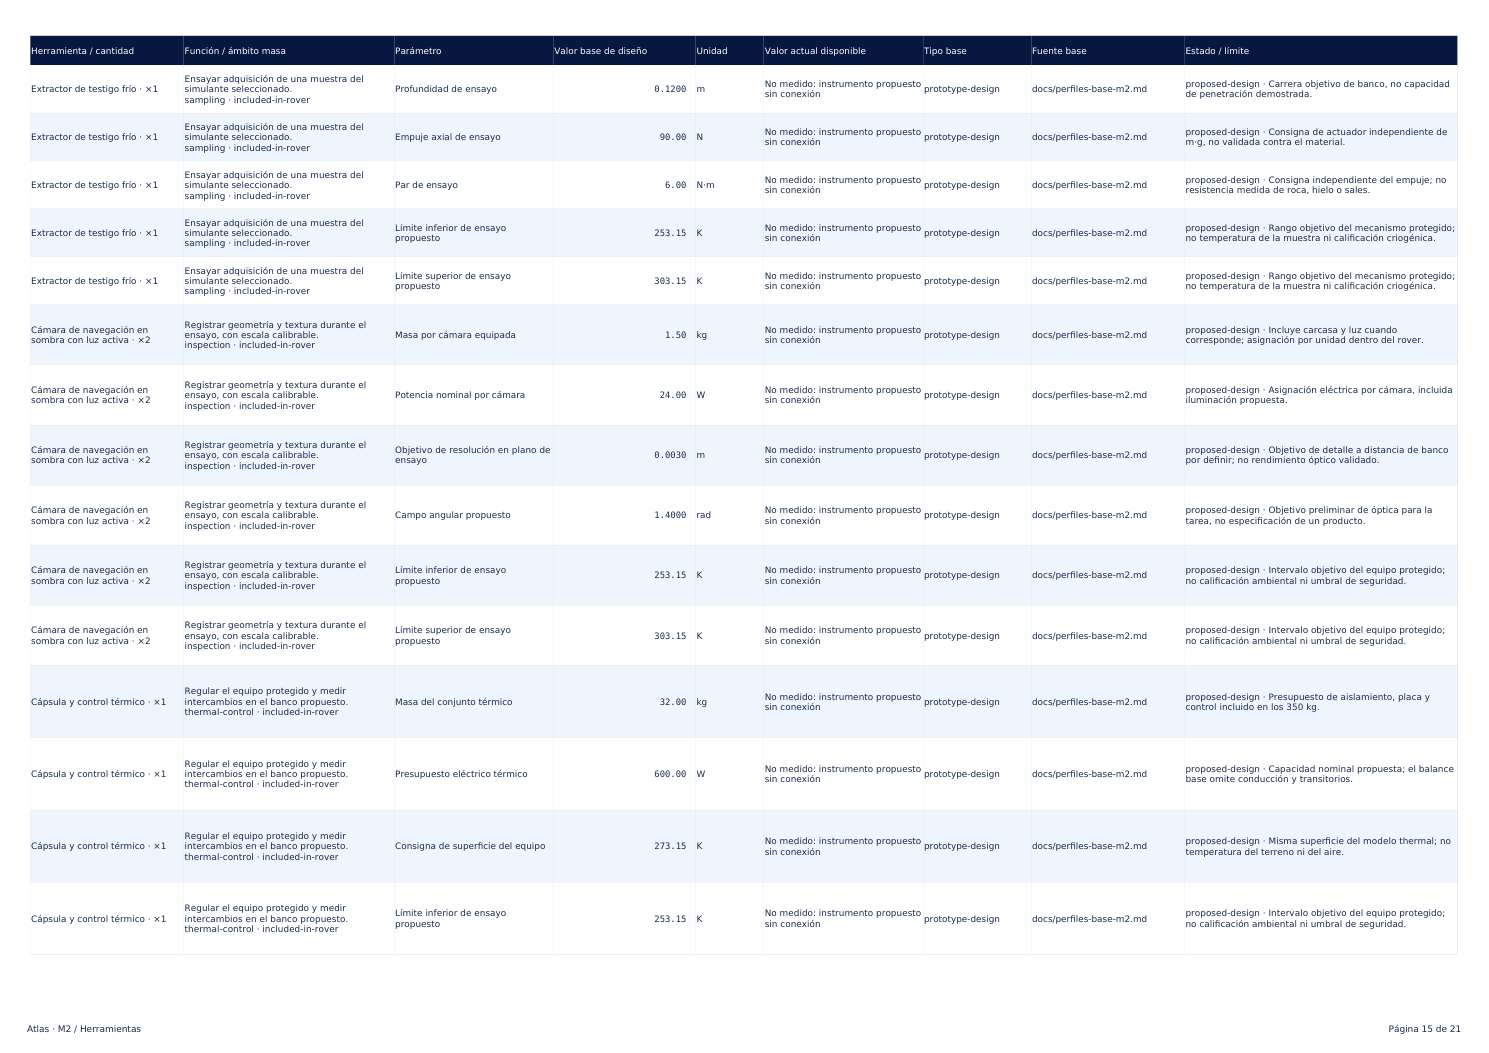 Herramienta / cantidad Función / ámbito masa Parámetro Valor base de diseño Unidad Valor actual disponible Tipo base Fuente base Estado / límite
Ensayar adquisición de una muestra del
simulante seleccionado.
sampling · included-in-rover
Extractor de testigo frío · ×1 Profundidad de ensayo 0.1200 m No medido: instrumento propuesto
sin conexión
prototype-design docs/perfiles-base-m2.md proposed-design · Carrera objetivo de banco, no capacidad
de penetración demostrada.
Extractor de testigo frío · ×1 Ensayar adquisición de una muestra del
simulante seleccionado.
sampling · included-in-rover
Empuje axial de ensayo 90.00 N No medido: instrumento propuesto
sin conexión
prototype-design docs/perfiles-base-m2.md proposed-design · Consigna de actuador independiente de
m·g, no validada contra el material.
Extractor de testigo frío · ×1 Ensayar adquisición de una muestra del
simulante seleccionado.
sampling · included-in-rover
Par de ensayo 6.00 N·m No medido: instrumento propuesto
sin conexión
prototype-design docs/perfiles-base-m2.md proposed-design · Consigna independiente del empuje; no
resistencia medida de roca, hielo o sales.
Extractor de testigo frío · ×1 Ensayar adquisición de una muestra del
simulante seleccionado.
sampling · included-in-rover
Límite inferior de ensayo
propuesto
253.15 K No medido: instrumento propuesto
sin conexión
prototype-design docs/perfiles-base-m2.md proposed-design · Rango objetivo del mecanismo protegido;
no temperatura de la muestra ni calificación criogénica.
Extractor de testigo frío · ×1 Ensayar adquisición de una muestra del
simulante seleccionado.
sampling · included-in-rover
Límite superior de ensayo
propuesto
303.15 K No medido: instrumento propuesto
sin conexión
prototype-design docs/perfiles-base-m2.md proposed-design · Rango objetivo del mecanismo protegido;
no temperatura de la muestra ni calificación criogénica.
Cámara de navegación en
sombra con luz activa · ×2
Registrar geometría y textura durante el
ensayo, con escala calibrable.
inspection · included-in-rover
Masa por cámara equipada 1.50 kg No medido: instrumento propuesto
sin conexión
prototype-design docs/perfiles-base-m2.md proposed-design · Incluye carcasa y luz cuando
corresponde; asignación por unidad dentro del rover.
Cámara de navegación en
sombra con luz activa · ×2
Registrar geometría y textura durante el
ensayo, con escala calibrable.
inspection · included-in-rover
Potencia nominal por cámara 24.00 W No medido: instrumento propuesto
sin conexión
prototype-design docs/perfiles-base-m2.md proposed-design · Asignación eléctrica por cámara, incluida
iluminación propuesta.
Cámara de navegación en
sombra con luz activa · ×2
Registrar geometría y textura durante el
ensayo, con escala calibrable.
inspection · included-in-rover
Objetivo de resolución en plano de
ensayo
0.0030 m No medido: instrumento propuesto
sin conexión
prototype-design docs/perfiles-base-m2.md proposed-design · Objetivo de detalle a distancia de banco
por definir; no rendimiento óptico validado.
Cámara de navegación en
sombra con luz activa · ×2
Registrar geometría y textura durante el
ensayo, con escala calibrable.
inspection · included-in-rover
Campo angular propuesto 1.4000 rad No medido: instrumento propuesto
sin conexión
prototype-design docs/perfiles-base-m2.md proposed-design · Objetivo preliminar de óptica para la
tarea, no especificación de un producto.
Cámara de navegación en
sombra con luz activa · ×2
Registrar geometría y textura durante el
ensayo, con escala calibrable.
inspection · included-in-rover
Límite inferior de ensayo
propuesto
253.15 K No medido: instrumento propuesto
sin conexión
prototype-design docs/perfiles-base-m2.md proposed-design · Intervalo objetivo del equipo protegido;
no calificación ambiental ni umbral de seguridad.
Cámara de navegación en
sombra con luz activa · ×2
Registrar geometría y textura durante el
ensayo, con escala calibrable.
inspection · included-in-rover
Límite superior de ensayo
propuesto
303.15 K No medido: instrumento propuesto
sin conexión
prototype-design docs/perfiles-base-m2.md proposed-design · Intervalo objetivo del equipo protegido;
no calificación ambiental ni umbral de seguridad.
Cápsula y control térmico · ×1 Regular el equipo protegido y medir
intercambios en el banco propuesto.
thermal-control · included-in-rover
Masa del conjunto térmico 32.00 kg No medido: instrumento propuesto
sin conexión
prototype-design docs/perfiles-base-m2.md proposed-design · Presupuesto de aislamiento, placa y
control incluido en los 350 kg.
Cápsula y control térmico · ×1 Regular el equipo protegido y medir
intercambios en el banco propuesto.
thermal-control · included-in-rover
Presupuesto eléctrico térmico 600.00 W No medido: instrumento propuesto
sin conexión
prototype-design docs/perfiles-base-m2.md proposed-design · Capacidad nominal propuesta; el balance
base omite conducción y transitorios.
Cápsula y control térmico · ×1 Regular el equipo protegido y medir
intercambios en el banco propuesto.
thermal-control · included-in-rover
Consigna de superficie del equipo 273.15 K No medido: instrumento propuesto
sin conexión
prototype-design docs/perfiles-base-m2.md proposed-design · Misma superficie del modelo thermal; no
temperatura del terreno ni del aire.
Cápsula y control térmico · ×1 Regular el equipo protegido y medir
intercambios en el banco propuesto.
thermal-control · included-in-rover
Límite inferior de ensayo
propuesto
253.15 K No medido: instrumento propuesto
sin conexión
prototype-design docs/perfiles-base-m2.md proposed-design · Intervalo objetivo del equipo protegido;
no calificación ambiental ni umbral de seguridad.
Atlas · M2 / Herramientas Página 15 de 21